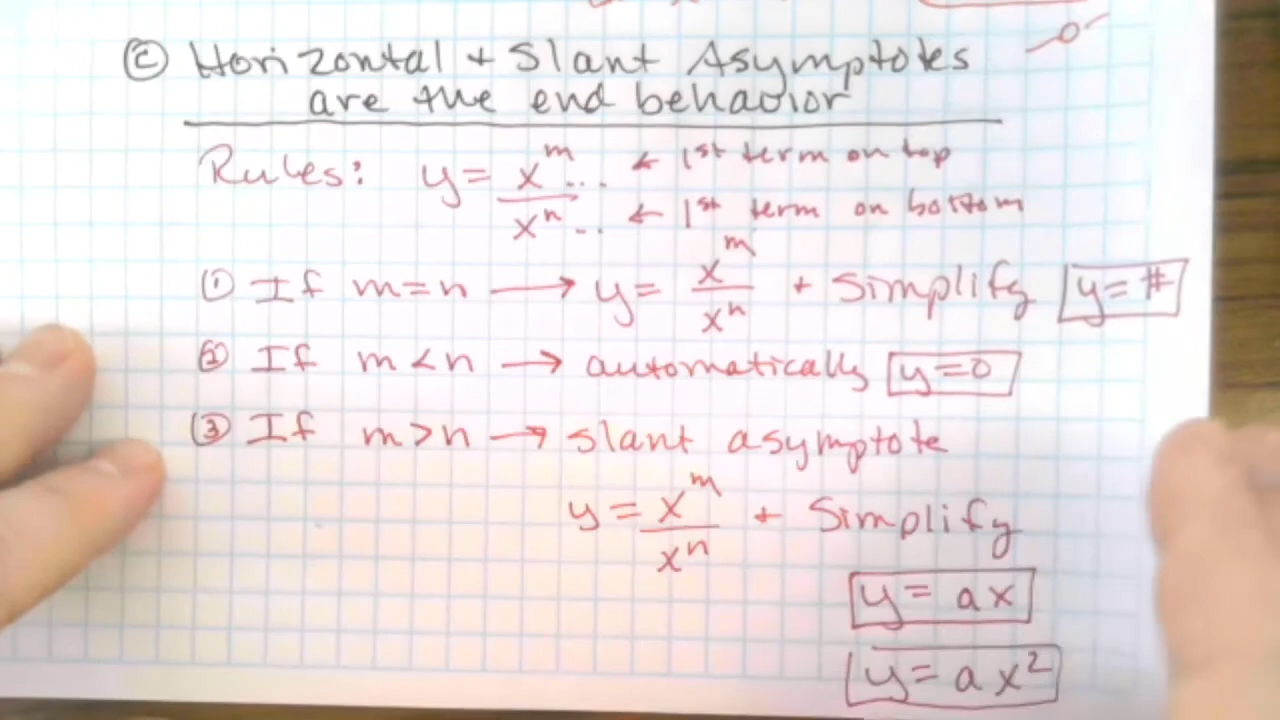 Ⓒ Horizontal + Slant Asymptotes
are the end behavior
Rules: y = x^m... ← 1st term on top
x^n... ← 1st term on bottom
① If m=n → y = x^m/x^n + Simplify y=#
② If m<n → automatically y=0
③ If m>n → slant asymptote
y = x^m/x^n + Simplify
y = ax
y = ax²